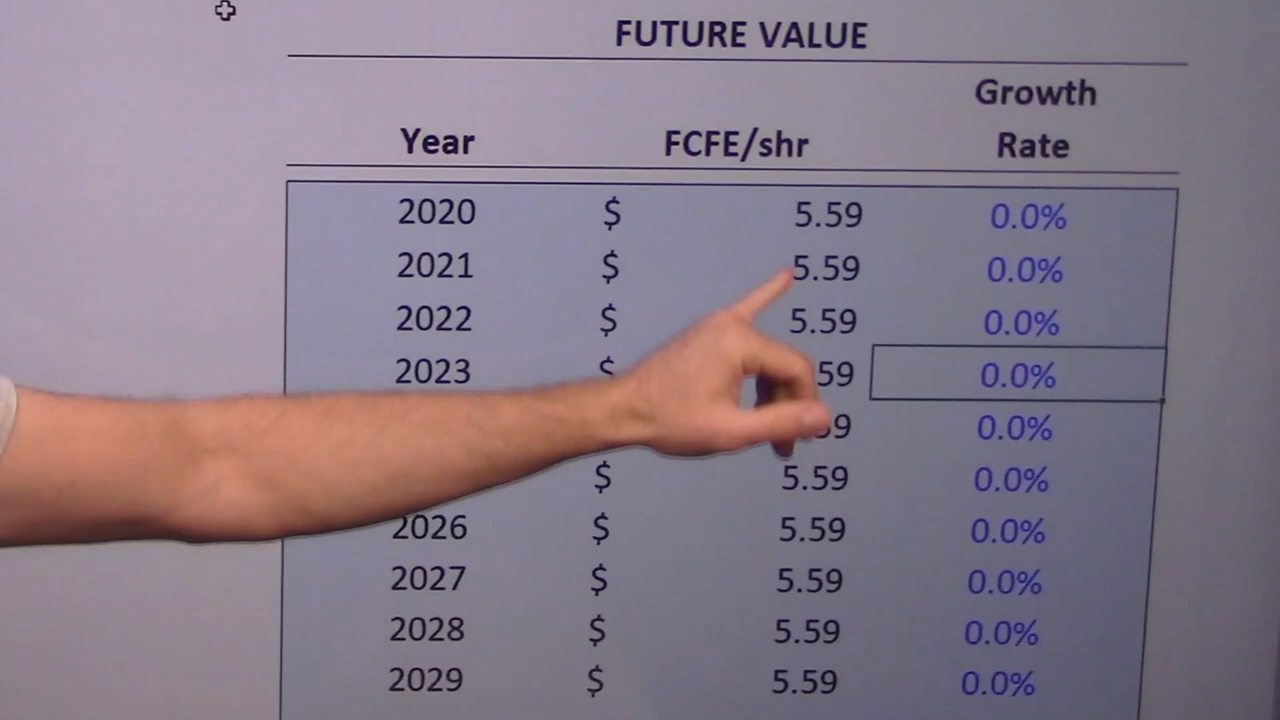 FUTURE VALUE
Growth
Year FCFE/shr Rate
2020 $ 5.59 0.0%
2021 $ 5.59 0.0%
2022 $ 5.59 0.0%
2023 $ 59 0.0%
59 0.0%
$ 5.59 0.0%
2026 $ 5.59 0.0%
2027 $ 5.59 0.0%
2028 $ 5.59 0.0%
2029 $ 5.59 0.0%